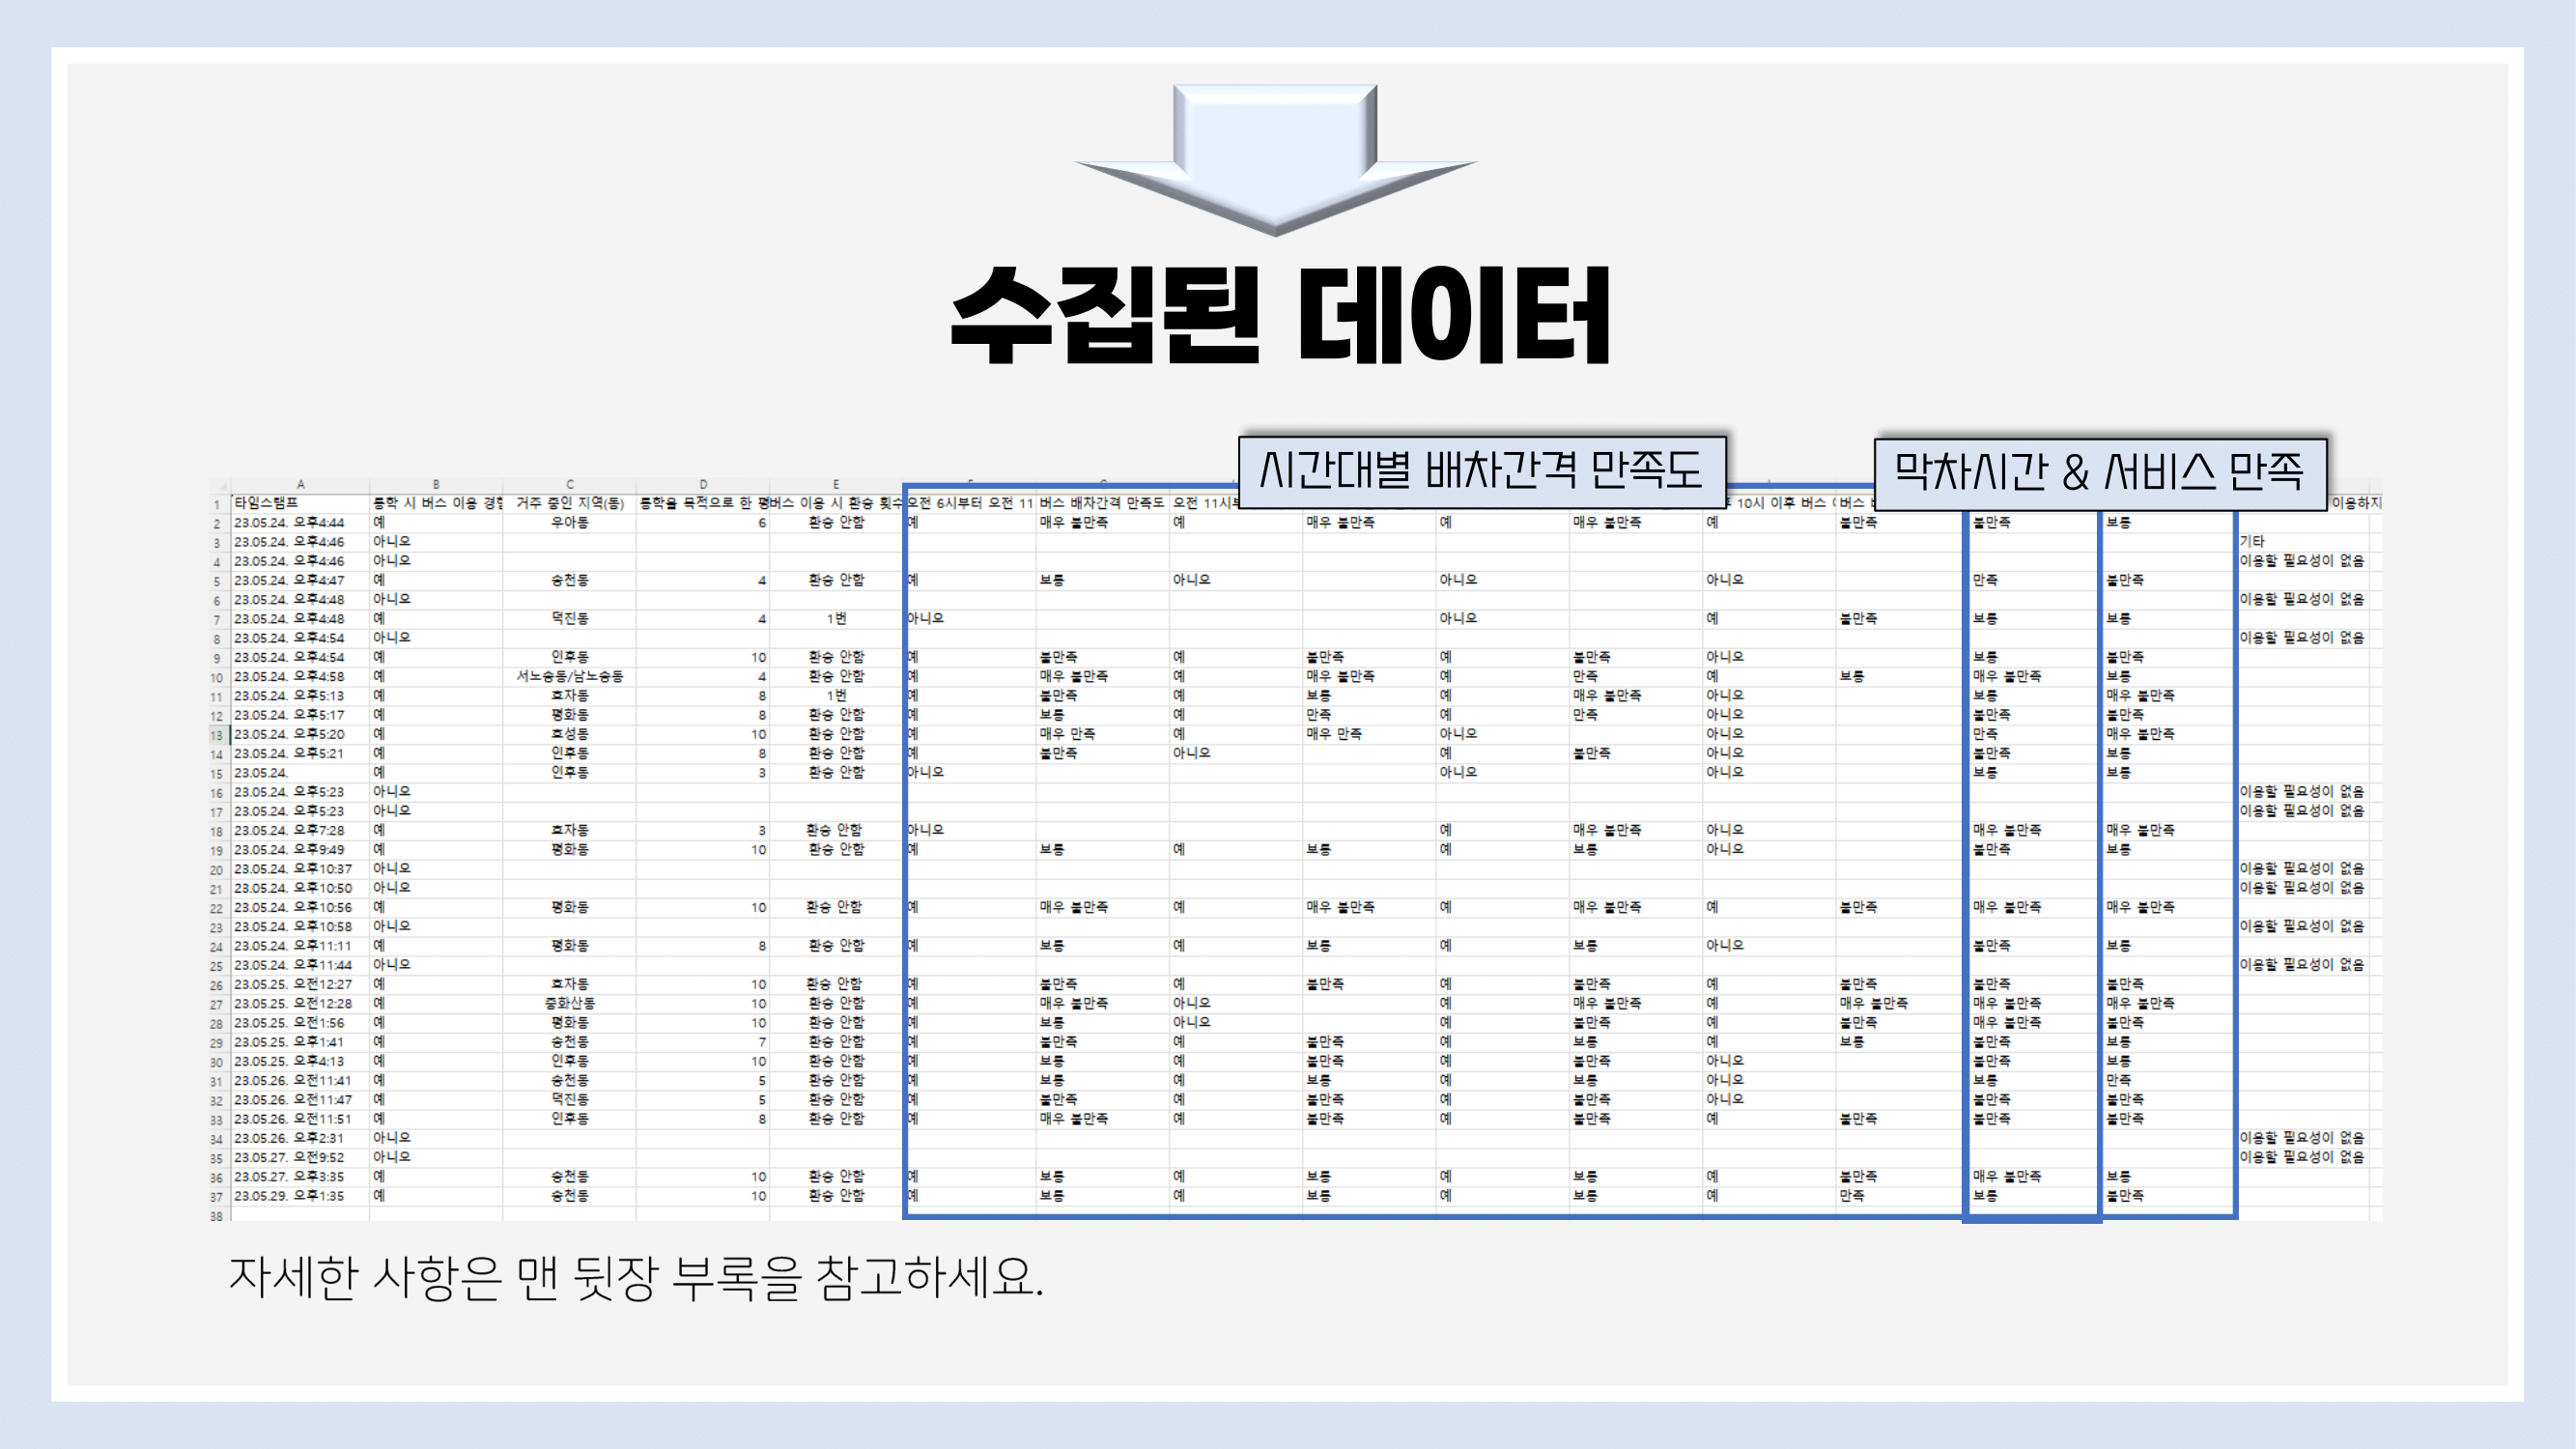 수집된 데이터
시간대별 배차간격 만족도
막차시간 & 서비스 만족
A B C D E
1 타임스탬프 통학 시 버스 이용 경험 거주 중인 지역(동) 통학을 목적으로 한 평 버스 이용 시 환승 횟수 오전 6시부터 오전 11 버스 배차간격 만족도 오전 11시부 10시 이후 버스 버스 이용하지
2 23.05.24. 오후4:44 예 우아동 6 환승 안함 예 매우 불만족 예 매우 불만족 예 매우 불만족 예 불만족 불만족 보통
3 23.05.24. 오후4:46 아니오 기타
4 23.05.24. 오후4:46 아니오 이용할 필요성이 없음
5 23.05.24. 오후4:47 예 송천동 4 환승 안함 예 보통 아니오 아니오 아니오 만족 불만족
6 23.05.24. 오후4:48 아니오 이용할 필요성이 없음
7 23.05.24. 오후4:48 예 덕진동 4 1번 아니오 아니오 예 불만족 보통 보통
8 23.05.24. 오후4:54 아니오 이용할 필요성이 없음
9 23.05.24. 오후4:54 예 인후동 10 환승 안함 예 불만족 예 불만족 예 불만족 아니오 보통 불만족
10 23.05.24. 오후4:58 예 서노송동/남노송동 4 환승 안함 예 매우 불만족 예 매우 불만족 예 만족 예 보통 매우 불만족 보통
11 23.05.24. 오후5:13 예 효자동 8 1번 예 불만족 예 보통 예 매우 불만족 아니오 보통 매우 불만족
12 23.05.24. 오후5:17 예 평화동 8 환승 안함 예 보통 예 만족 예 만족 아니오 불만족 불만족
13 23.05.24. 오후5:20 예 효성동 10 환승 안함 예 매우 만족 예 매우 만족 아니오 아니오 만족 매우 불만족
14 23.05.24. 오후5:21 예 인후동 8 환승 안함 예 불만족 아니오 예 불만족 아니오 불만족 보통
15 23.05.24. 예 인후동 3 환승 안함 아니오 아니오 아니오 보통 보통
16 23.05.24. 오후5:23 아니오 이용할 필요성이 없음
17 23.05.24. 오후5:23 아니오 이용할 필요성이 없음
18 23.05.24. 오후7:28 예 효자동 3 환승 안함 아니오 예 매우 불만족 아니오 매우 불만족 매우 불만족
19 23.05.24. 오후9:49 예 평화동 10 환승 안함 예 보통 예 보통 예 보통 아니오 불만족 보통
20 23.05.24. 오후10:37 아니오 이용할 필요성이 없음
21 23.05.24. 오후10:50 아니오 이용할 필요성이 없음
22 23.05.24. 오후10:56 예 평화동 10 환승 안함 예 매우 불만족 예 매우 불만족 예 매우 불만족 예 불만족 매우 불만족 매우 불만족
23 23.05.24. 오후10:58 아니오 이용할 필요성이 없음
24 23.05.24. 오후11:11 예 평화동 8 환승 안함 예 보통 예 보통 예 보통 아니오 불만족 보통
25 23.05.24. 오후11:44 아니오 이용할 필요성이 없음
26 23.05.25. 오전12:27 예 효자동 10 환승 안함 예 불만족 예 불만족 예 불만족 예 불만족 불만족 불만족
27 23.05.25. 오전12:28 예 중화산동 10 환승 안함 예 매우 불만족 아니오 예 매우 불만족 예 매우 불만족 매우 불만족 매우 불만족
28 23.05.25. 오전1:56 예 평화동 10 환승 안함 예 보통 아니오 예 불만족 예 불만족 매우 불만족 불만족
29 23.05.25. 오후1:41 예 송천동 7 환승 안함 예 불만족 예 불만족 예 보통 예 보통 불만족 보통
30 23.05.25. 오후4:13 예 인후동 10 환승 안함 예 보통 예 불만족 예 불만족 아니오 불만족 보통
31 23.05.26. 오전11:41 예 송천동 5 환승 안함 예 보통 예 보통 예 보통 아니오 보통 만족
32 23.05.26. 오전11:47 예 덕진동 5 환승 안함 예 불만족 예 불만족 예 불만족 아니오 불만족 불만족
33 23.05.26. 오전11:51 예 인후동 8 환승 안함 예 매우 불만족 예 불만족 예 불만족 예 불만족 불만족 불만족
34 23.05.26. 오후2:31 아니오 이용할 필요성이 없음
35 23.05.27. 오전9:52 아니오 이용할 필요성이 없음
36 23.05.27. 오후3:35 예 송천동 10 환승 안함 예 보통 예 보통 예 보통 예 불만족 매우 불만족 보통
37 23.05.29. 오후1:35 예 송천동 10 환승 안함 예 보통 예 보통 예 보통 예 만족 보통 불만족
38
자세한 사항은 맨 뒷장 부록을 참고하세요.